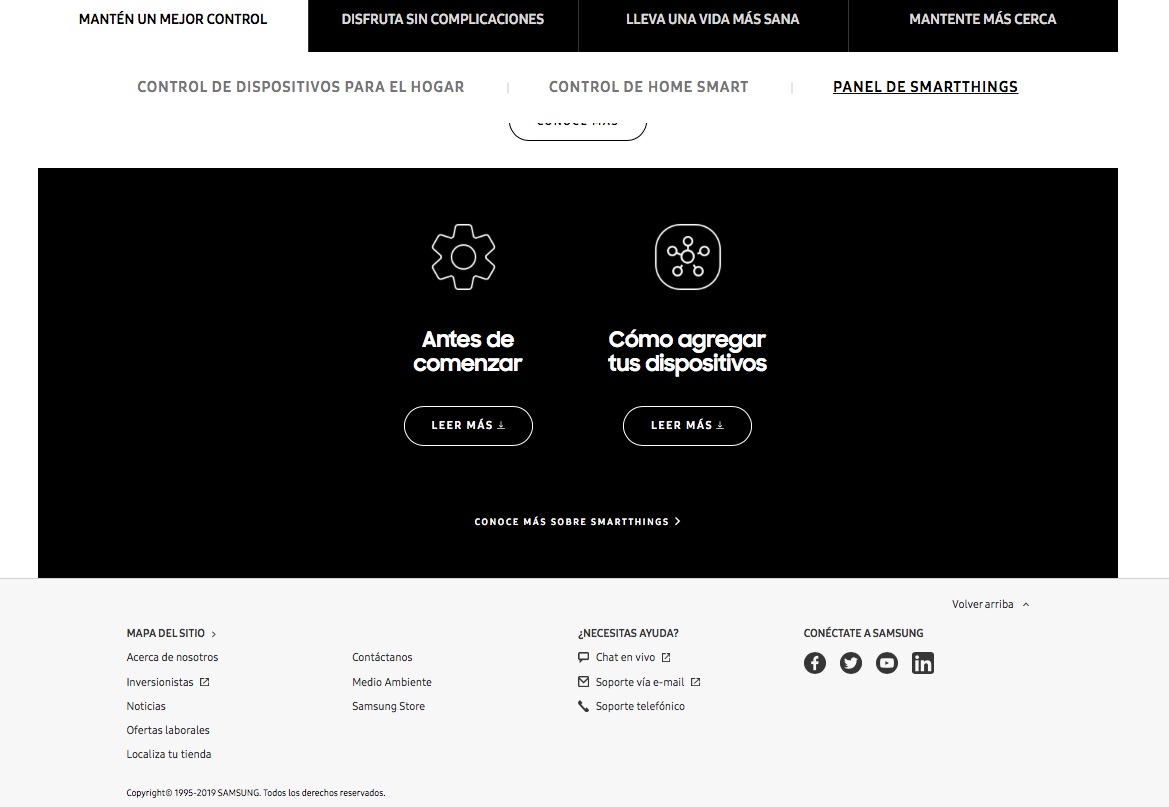 MANTÉN UN MEJOR CONTROL
DISFRUTA SIN COMPLICACIONES
LLEVA UNA VIDA MÁS SANA
MANTENTE MÁS CERCA
CONTROL DE DISPOSITIVOS PARA EL HOGAR
CONTROL DE HOME SMART
PANEL DE SMARTTHINGS
CONOCE MÁS
Antes de
comenzar
LEER MÁS
Cómo agregar
tus dispositivos
LEER MÁS
CONOCE MÁS SOBRE SMARTTHINGS
Volver arriba
MAPA DEL SITIO
Acerca de nosotros
Inversionistas
Noticias
Ofertas laborales
Localiza tu tienda
Contáctanos
Medio Ambiente
Samsung Store
¿NECESITAS AYUDA?
Chat en vivo
Soporte vía e-mail
Soporte telefónico
CONÉCTATE A SAMSUNG
Copyright© 1995-2019 SAMSUNG. Todos los derechos reservados.